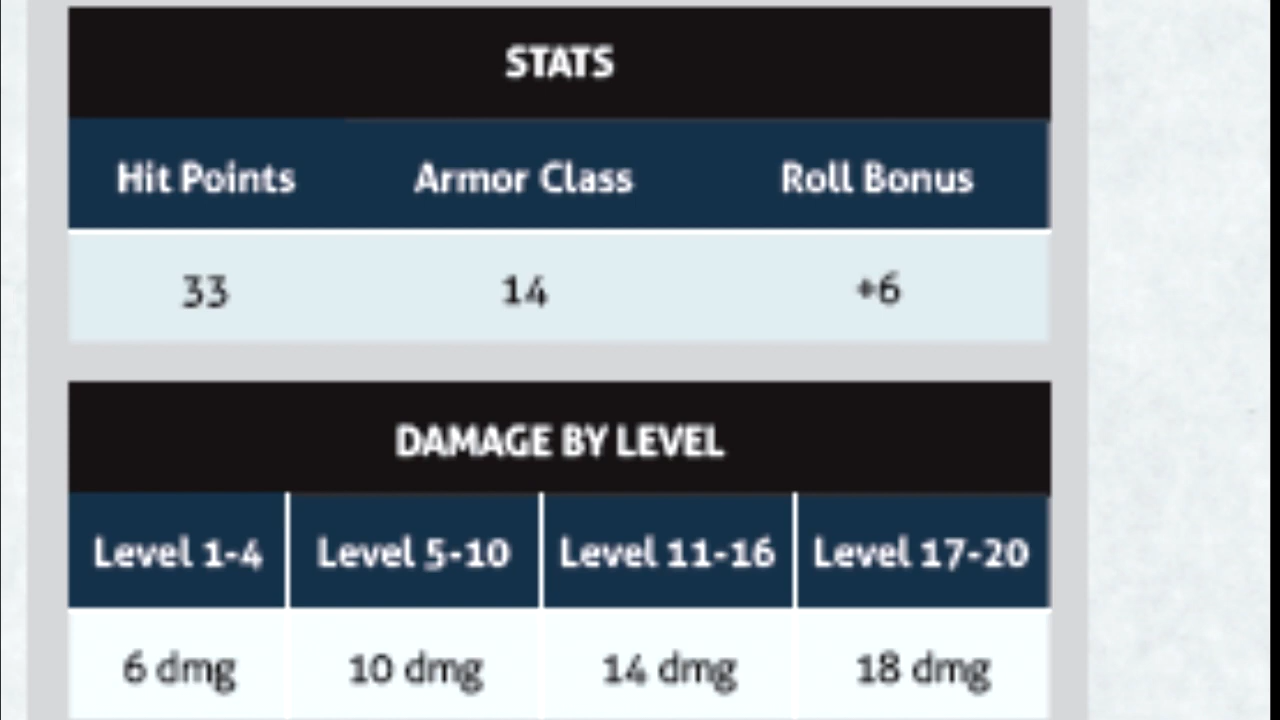 STATS
Hit Points Armor Class Roll Bonus
33 14 +6
DAMAGE BY LEVEL
Level 1-4 Level 5-10 Level 11-16 Level 17-20
6 dmg 10 dmg 14 dmg 18 dmg